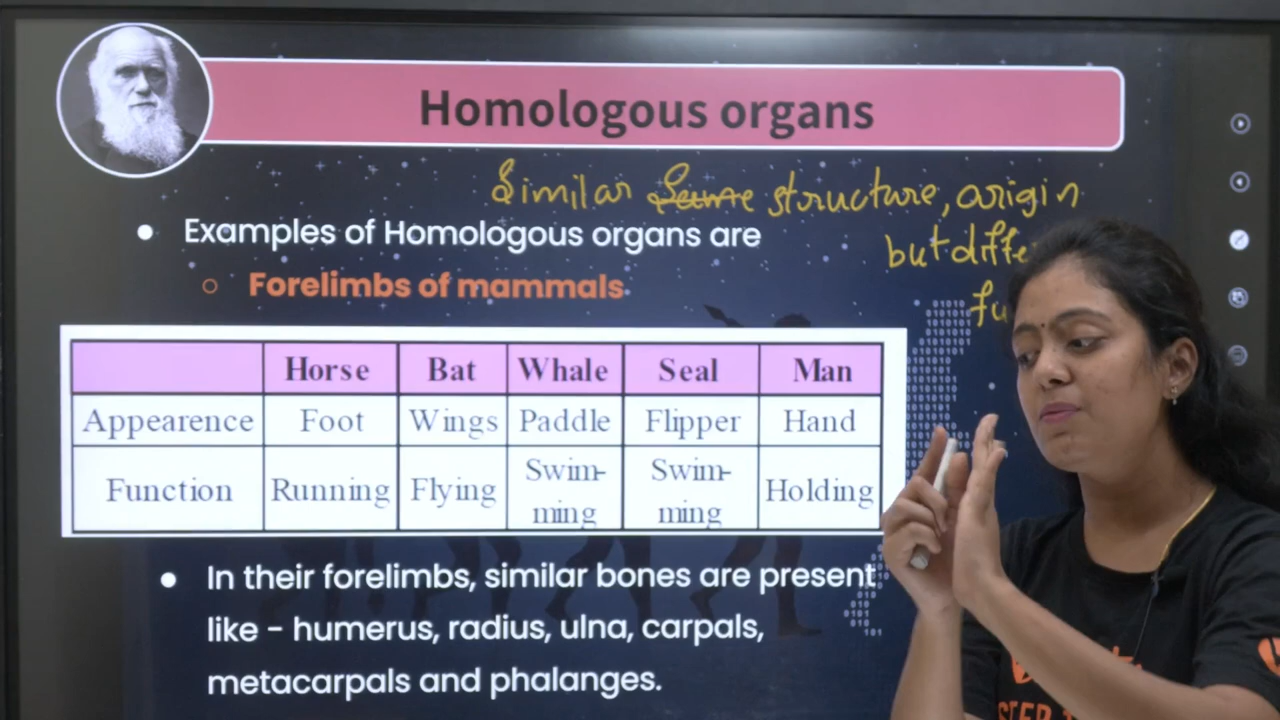 Homologous organs
Similar Same structure, origin
but
Examples of Homologous organs are
Forelimbs of mammals
Horse Bat Whale Seal Man
Appearence Foot Wings Paddle Flipper Hand
Function Running Flying Swim-ming Swim-ming Holding
In their forelimbs, similar bones are present
like - humerus, radius, ulna, carpals,
metacarpals and phalanges.